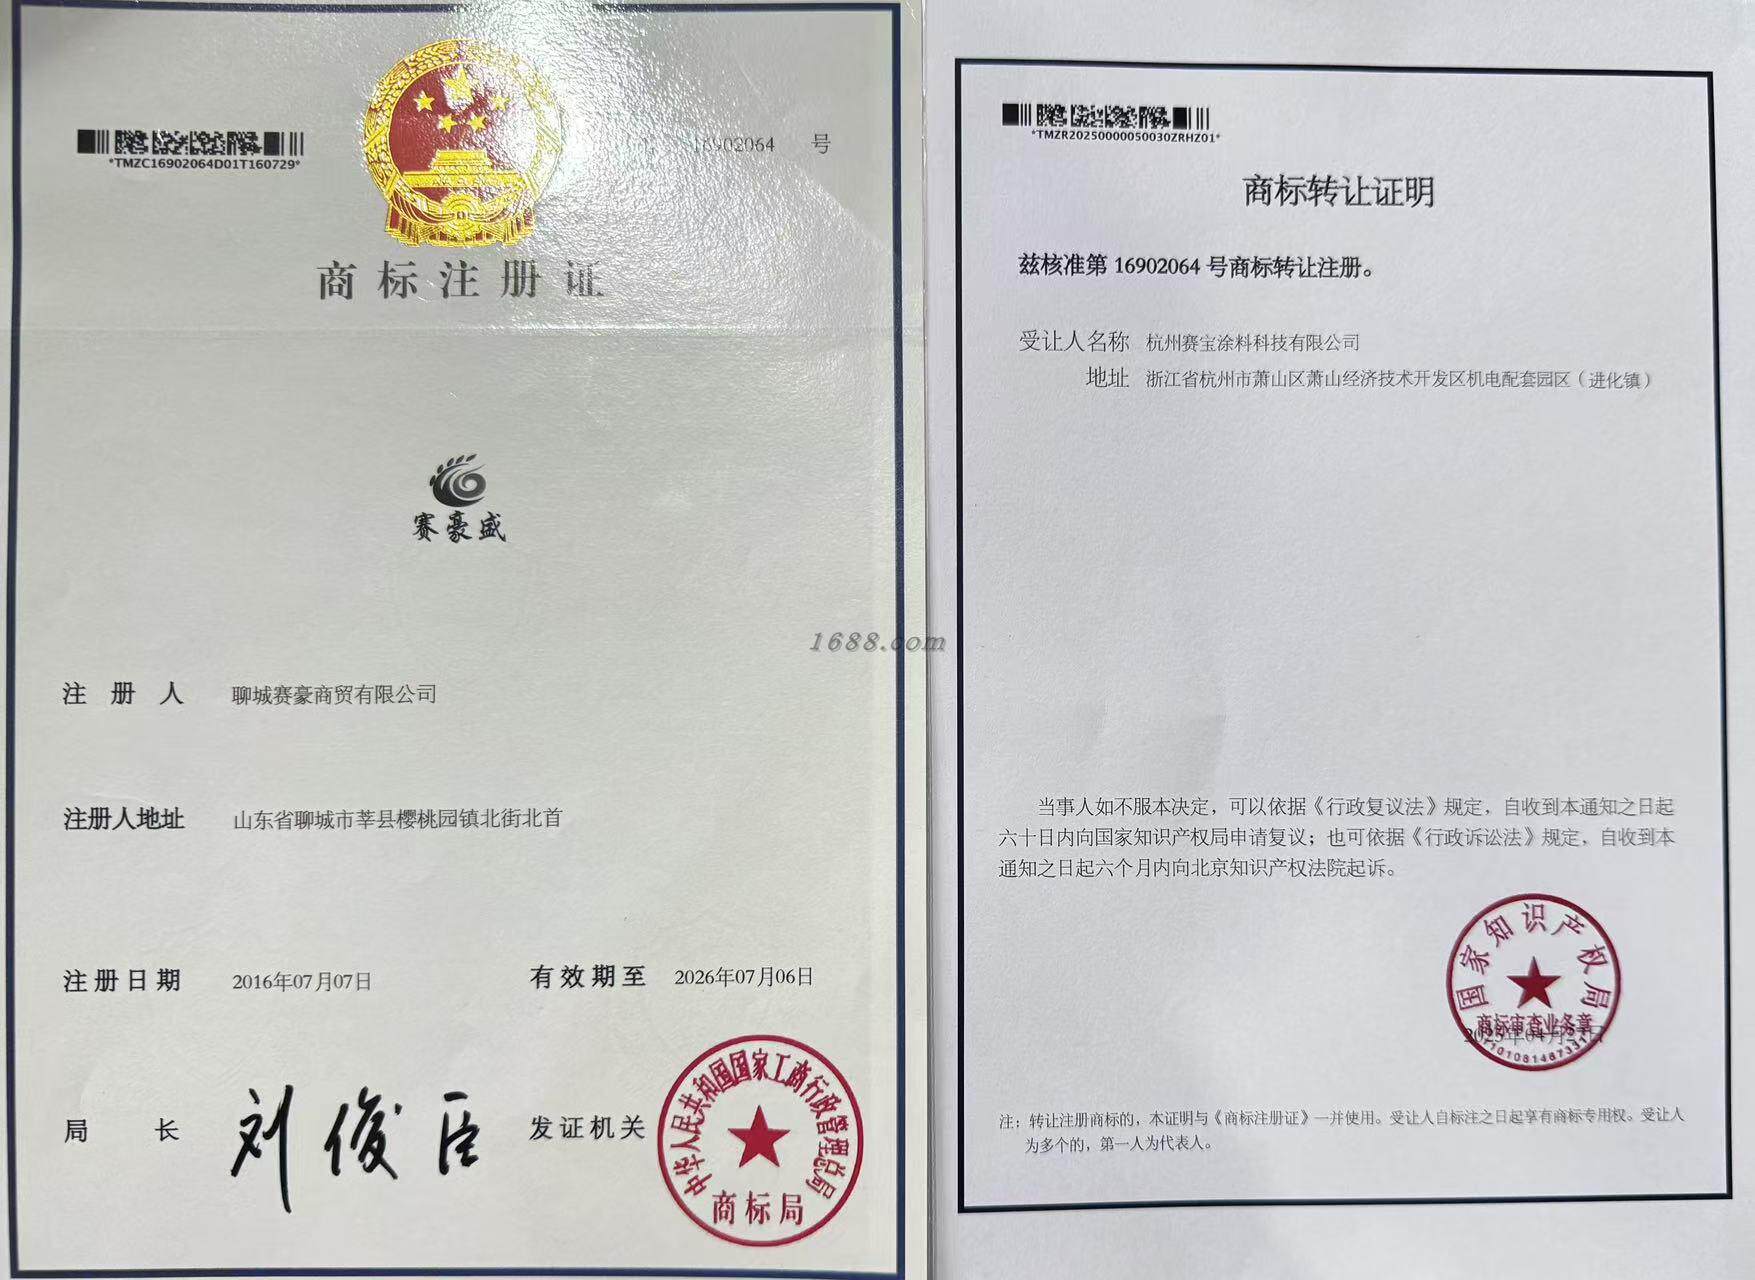 *TMZC16902064D01T160729*
16902064 号
商标注册证
赛豪盛
注册人 聊城赛豪商贸有限公司
注册人地址 山东省聊城市莘县樱桃园镇北街北首
注册日期 2016年07月07日 有效期至 2026年07月06日
局长 刘俊臣 发证机关
中华人民共和国国家工商行政管理总局
商标局
1688.com
*TMZR20250000050030ZRHZ01*
商标转让证明
兹核准第 16902064 号商标转让注册。
受让人名称 杭州赛宝涂料科技有限公司
地址 浙江省杭州市萧山区萧山经济技术开发区机电配套园区（进化镇）
当事人如不服本决定，可以依据《行政复议法》规定，自收到本通知之日起
六十日内向国家知识产权局申请复议；也可依据《行政诉讼法》规定，自收到本
通知之日起六个月内向北京知识产权法院起诉。
国家知识产权局
商标审查业务章
注：转让注册商标的，本证明与《商标注册证》一并使用。受让人自标注之日起享有商标专用权。受让人
为多个的，第一人为代表人。